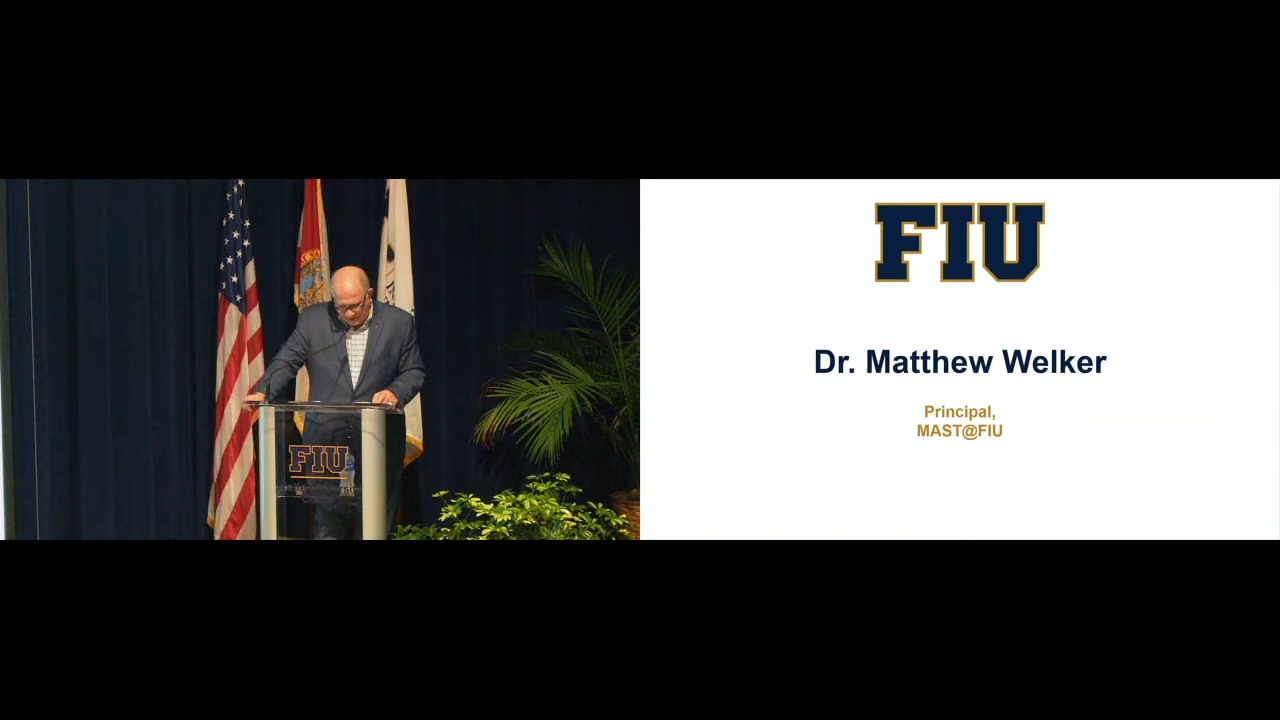 FIU
FIU
Dr. Matthew Welker
Principal,
MAST@FIU